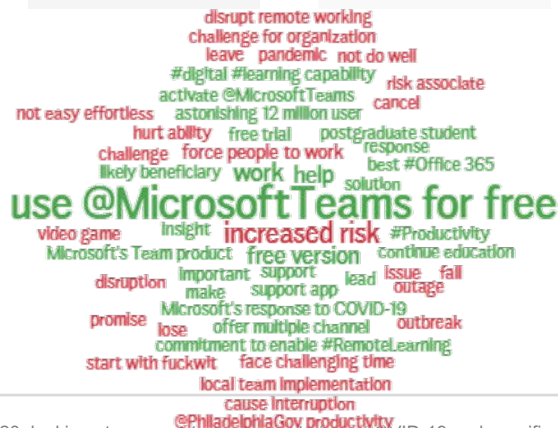 disrupt remote working
challenge for organization
leave pandemic not do well
#digital #learning capability
risk associate
activate @MicrosoftTeams
cancel
not easy effortless astonishing 12 million user
hurt ability free trial postgraduate student
response
challenge force people to work
best #Office 365
likely beneficiary work help
solution
use @MicrosoftTeams for free
video game insight increased risk #Productivity
Microsoft's Team product free version continue education
important support lead issue fall
disruption make support app outage
Microsoft's response to COVID-19
promise lose offer multiple channel outbreak
commitment to enable #RemoteLearning
start with fuckwit face challenging time
local team implementation
cause interruption
@PhiladelphiaGov productivity